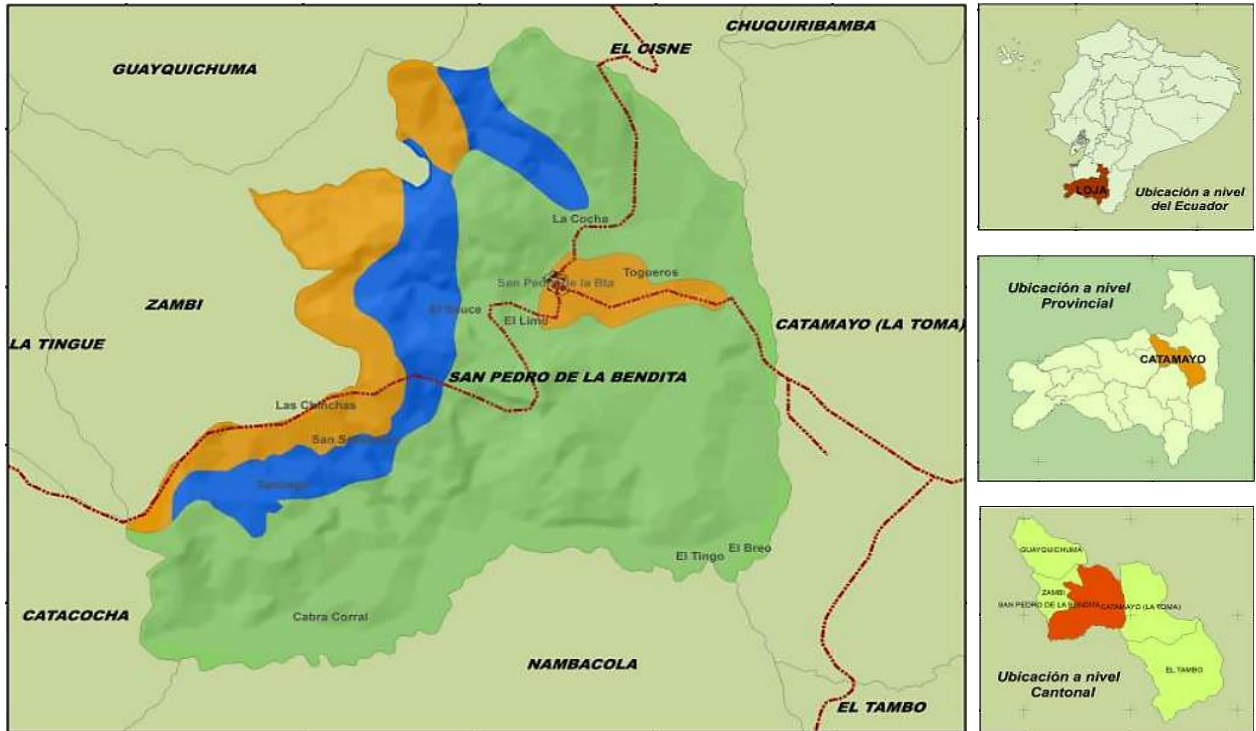 CHUQUIRIBAMBA
EL CISNE
GUAYQUICHUMA
La Cocha
Togueros
San Pedro de la Bta
ZAMBI
El Sauce
El Limo
CATAMAYO (LA TOMA)
LA TINGUE
SAN PEDRO DE LA BENDITA
Las Chinchas
San
Santiago
El Breo
El Tingo
CATACOCHA
Cabra Corral
NAMBACOLA
EL TAMBO
LOJA
Ubicación a nivel
del Ecuador
Ubicación a nivel
Provincial
CATAMAYO
GUAYQUICHUMA
ZAMBI
SAN PEDRO DE LA BENDITA
CATAMAYO (LA TOMA)
EL TAMBO
Ubicación a nivel
Cantonal